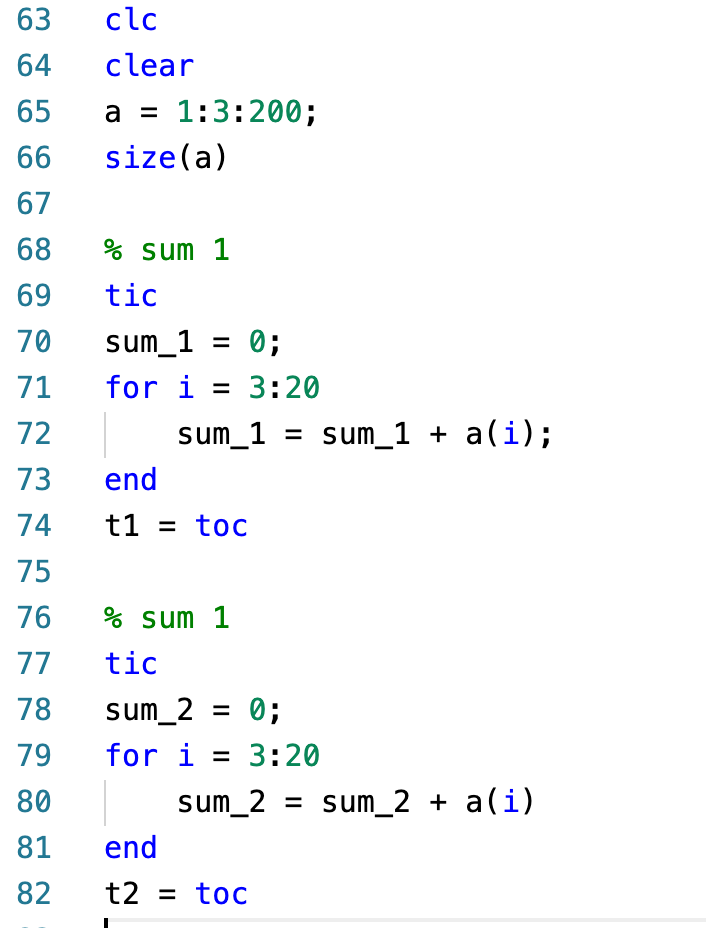 63 clc
64 clear
65 a = 1:3:200;
66 size(a)
67
68 % sum 1
69 tic
70 sum_1 = 0;
71 for i = 3:20
72     sum_1 = sum_1 + a(i);
73 end
74 t1 = toc
75
76 % sum 1
77 tic
78 sum_2 = 0;
79 for i = 3:20
80     sum_2 = sum_2 + a(i)
81 end
82 t2 = toc